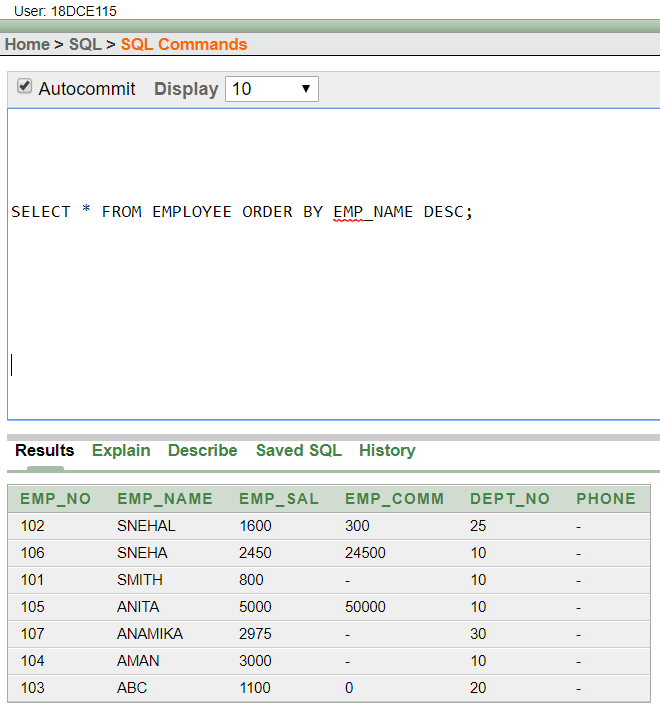 User: 18DCE115
Home > SQL > SQL Commands
Autocommit Display 10
SELECT * FROM EMPLOYEE ORDER BY EMP_NAME DESC;
Results Explain Describe Saved SQL History
EMP_NO EMP_NAME EMP_SAL EMP_COMM DEPT_NO PHONE
102 SNEHAL 1600 300 25 -
106 SNEHA 2450 24500 10 -
101 SMITH 800 - 10 -
105 ANITA 5000 50000 10 -
107 ANAMIKA 2975 - 30 -
104 AMAN 3000 - 10 -
103 ABC 1100 0 20 -